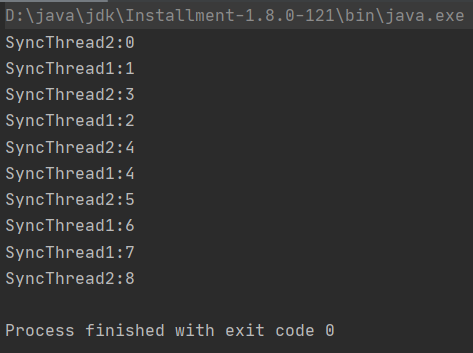 D:\java\jdk\Installment-1.8.0-121\bin\java.exe
SyncThread2:0
SyncThread1:1
SyncThread2:3
SyncThread1:2
SyncThread2:4
SyncThread1:4
SyncThread2:5
SyncThread1:6
SyncThread1:7
SyncThread2:8
Process finished with exit code 0